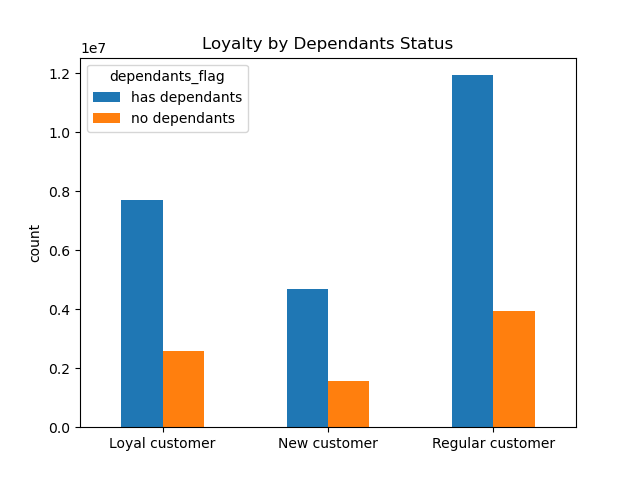 Loyalty by Dependants Status
1e7
dependants_flag
has dependants
no dependants
1.2
1.0
0.8
0.6
0.4
0.2
0.0
count
Loyal customer
New customer
Regular customer